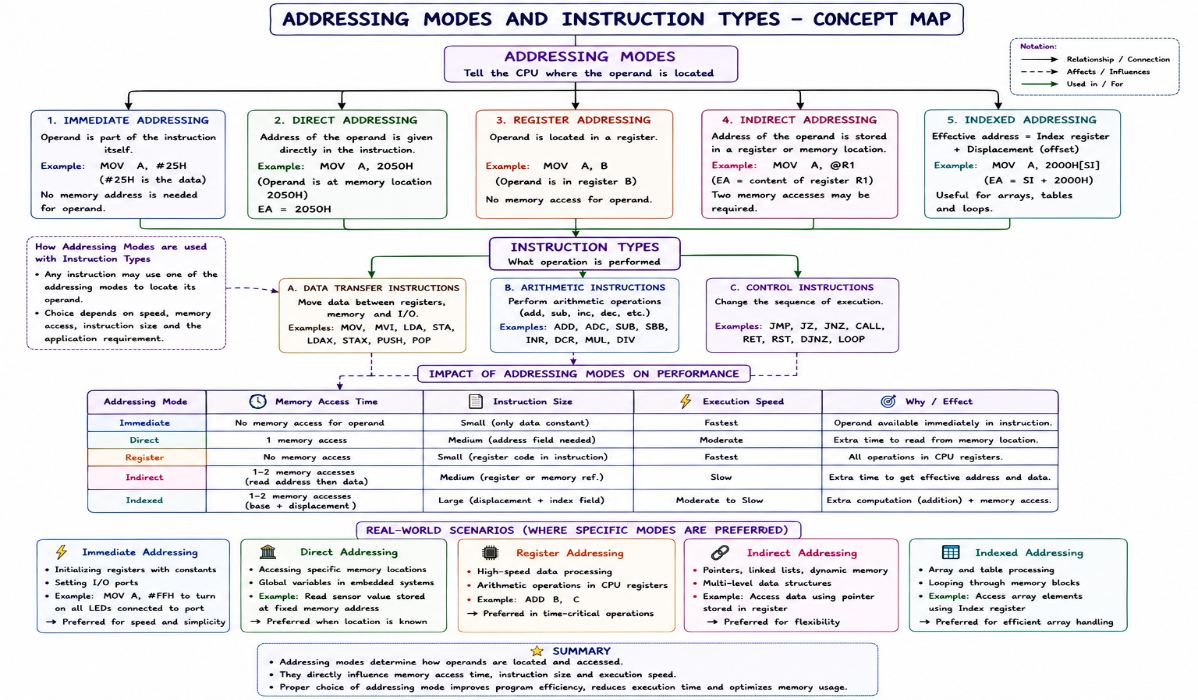 ADDRESSING MODES AND INSTRUCTION TYPES – CONCEPT MAP
ADDRESSING MODES
Tell the CPU where the operand is located
Notation:
Relationship / Connection
Affects / Influences
Used in / For
1. IMMEDIATE ADDRESSING
Operand is part of the instruction
itself.
Example: MOV A, #25H
(#25H is the data)
No memory address is needed
for operand.
2. DIRECT ADDRESSING
Address of the operand is given
directly in the instruction.
Example: MOV A, 2050H
(Operand is at memory location
2050H)
EA = 2050H
3. REGISTER ADDRESSING
Operand is located in a register.
Example: MOV A, B
(Operand is in register B)
No memory access for operand.
4. INDIRECT ADDRESSING
Address of the operand is stored
in a register or memory location.
Example: MOV A, @R1
(EA = content of register R1)
Two memory accesses may be
required.
5. INDEXED ADDRESSING
Effective address = Index register
+ Displacement (offset)
Example: MOV A, 2000H[SI]
(EA = SI + 2000H)
Useful for arrays, tables
and loops.
How Addressing Modes are used
with Instruction Types
• Any instruction may use one of the
addressing modes to locate its
operand.
• Choice depends on speed, memory
access, instruction size and the
application requirement.
INSTRUCTION TYPES
What operation is performed
A. DATA TRANSFER INSTRUCTIONS
Move data between registers,
memory and I/O.
Examples: MOV, MVI, LDA, STA,
LDAX, STAX, PUSH, POP
B. ARITHMETIC INSTRUCTIONS
Perform arithmetic operations
(add, sub, inc, dec, etc.)
Examples: ADD, ADC, SUB, SBB,
INR, DCR, MUL, DIV
C. CONTROL INSTRUCTIONS
Change the sequence of execution.
Examples: JMP, JZ, JNZ, CALL,
RET, RST, DJNZ, LOOP
IMPACT OF ADDRESSING MODES ON PERFORMANCE
Addressing Mode Memory Access Time Instruction Size Execution Speed Why / Effect
Immediate No memory access for operand Small (only data constant) Fastest Operand available immediately in instruction.
Direct 1 memory access Medium (address field needed) Moderate Extra time to read from memory location.
Register No memory access Small (register code in instruction) Fastest All operations in CPU registers.
Indirect 1–2 memory accesses (read address then data) Medium (register or memory ref.) Slow Extra time to get effective address and data.
Indexed 1–2 memory accesses (base + displacement ) Large (displacement + index field) Moderate to Slow Extra computation (addition) + memory access.
REAL-WORLD SCENARIOS (WHERE SPECIFIC MODES ARE PREFERRED)
Immediate Addressing
• Initializing registers with constants
• Setting I/O ports
• Example: MOV A, #FFH to turn
on all LEDs connected to port
→ Preferred for speed and simplicity
Direct Addressing
• Accessing specific memory locations
• Global variables in embedded systems
• Example: Read sensor value stored
at fixed memory address
→ Preferred when location is known
Register Addressing
• High-speed data processing
• Arithmetic operations in CPU registers
• Example: ADD B, C
→ Preferred in time-critical operations
Indirect Addressing
• Pointers, linked lists, dynamic memory
• Multi-level data structures
• Example: Access data using pointer
stored in register
→ Preferred for flexibility
Indexed Addressing
• Array and table processing
• Looping through memory blocks
• Example: Access array elements
using Index register
→ Preferred for efficient array handling
SUMMARY
• Addressing modes determine how operands are located and accessed.
• They directly influence memory access time, instruction size and execution speed.
• Proper choice of addressing mode improves program efficiency, reduces execution time and optimizes memory usage.